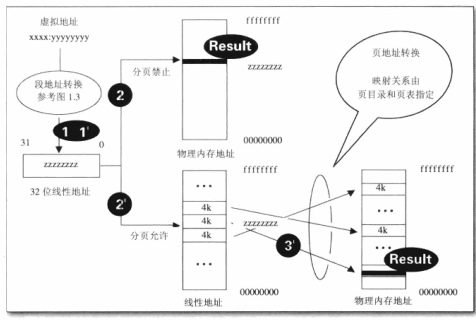 虚拟地址
xxxx:yyyyyyyy
段地址转换
参考图 1.3
1 1'
31
0
zzzzzzzz
32 位线性地址
2
分页禁止
2'
分页允许
ffffffff
Result
zzzzzzzz
00000000
物理内存地址
ffffffff
...
4k
4k
4k
...
zzzzzzzz
3'
00000000
线性地址
页地址转换
映射关系由
页目录和页表指定
ffffffff
4k
...
4k
...
Result
00000000
物理内存地址